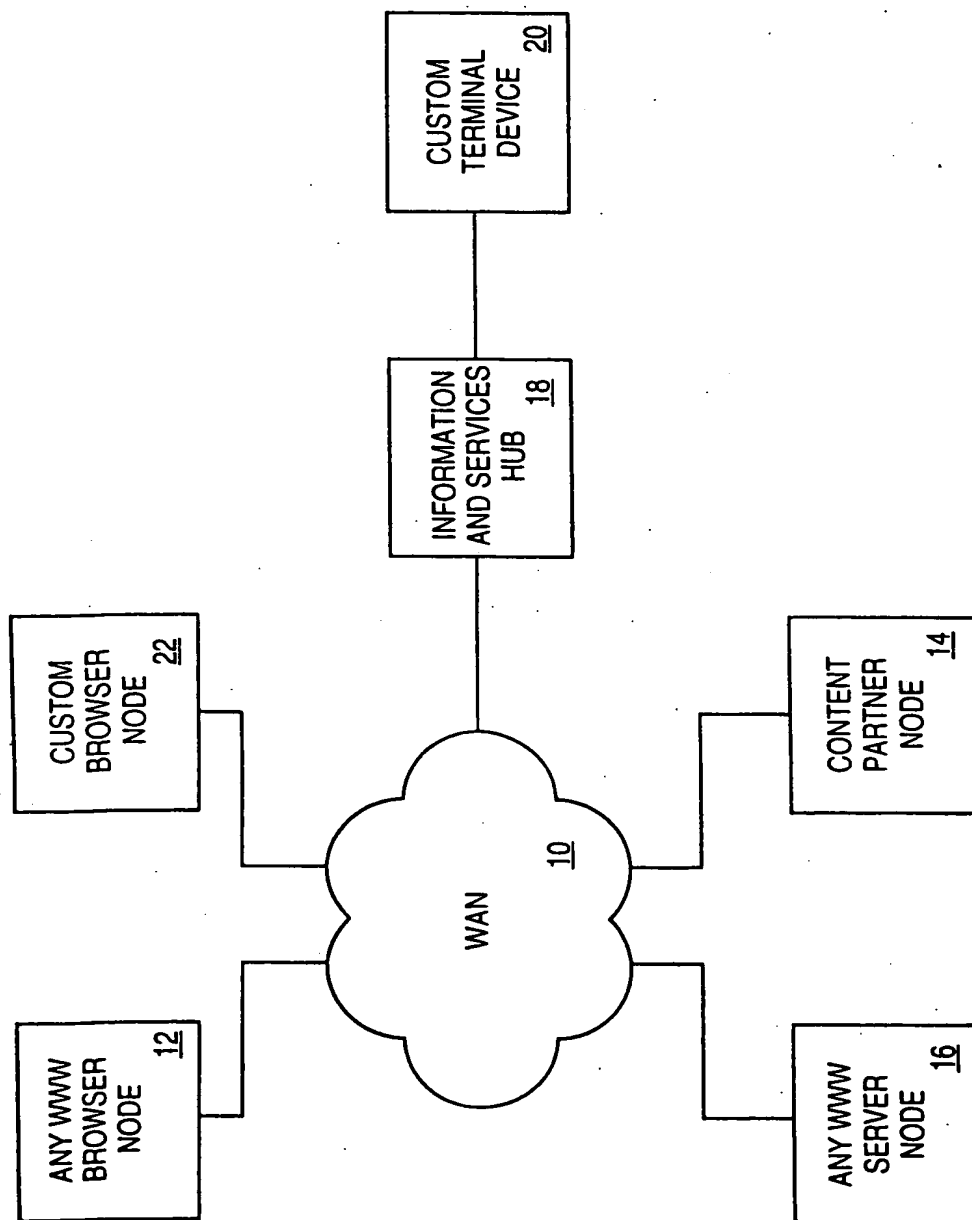 ANY WWW
BROWSER
NODE
12
CUSTOM
BROWSER
NODE
22
WAN
10
INFORMATION
AND SERVICES
HUB
18
CUSTOM
TERMINAL
DEVICE
20
ANY WWW
SERVER
NODE
16
CONTENT
PARTNER
NODE
14